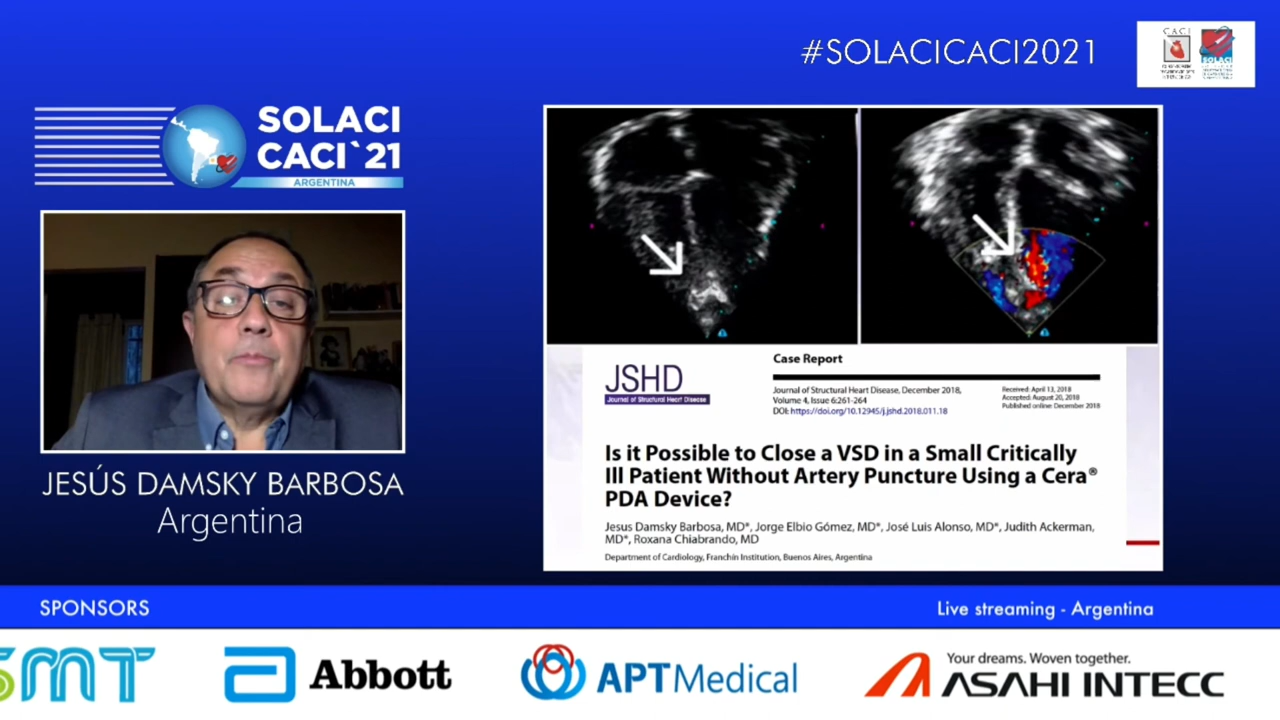 #SOLACICACI2021
CACI
SOLACI
SOLACI
CACI`21
ARGENTINA
JESÚS DAMSKY BARBOSA
Argentina
JSHD
Journal of Structural Heart Disease
Case Report
Journal of Structural Heart Disease, December 2018,
Volume 4, Issue 6:261-264
DOI: https://doi.org/10.12945/j.jshd.2018.011.18
Received: April 13, 2018
Accepted: August 20, 2018
Published online: December 2018
Is it Possible to Close a VSD in a Small Critically
Ill Patient Without Artery Puncture Using a Cera®
PDA Device?
Jesus Damsky Barbosa, MD*, Jorge Elbio Gómez, MD*, José Luis Alonso, MD*, Judith Ackerman,
MD*, Roxana Chiabrando, MD
Department of Cardiology, Franchín Institution, Buenos Aires, Argentina
SPONSORS
Live streaming - Argentina
SMT
Abbott
APTMedical
Your dreams. Woven together.
ASAHI INTECC